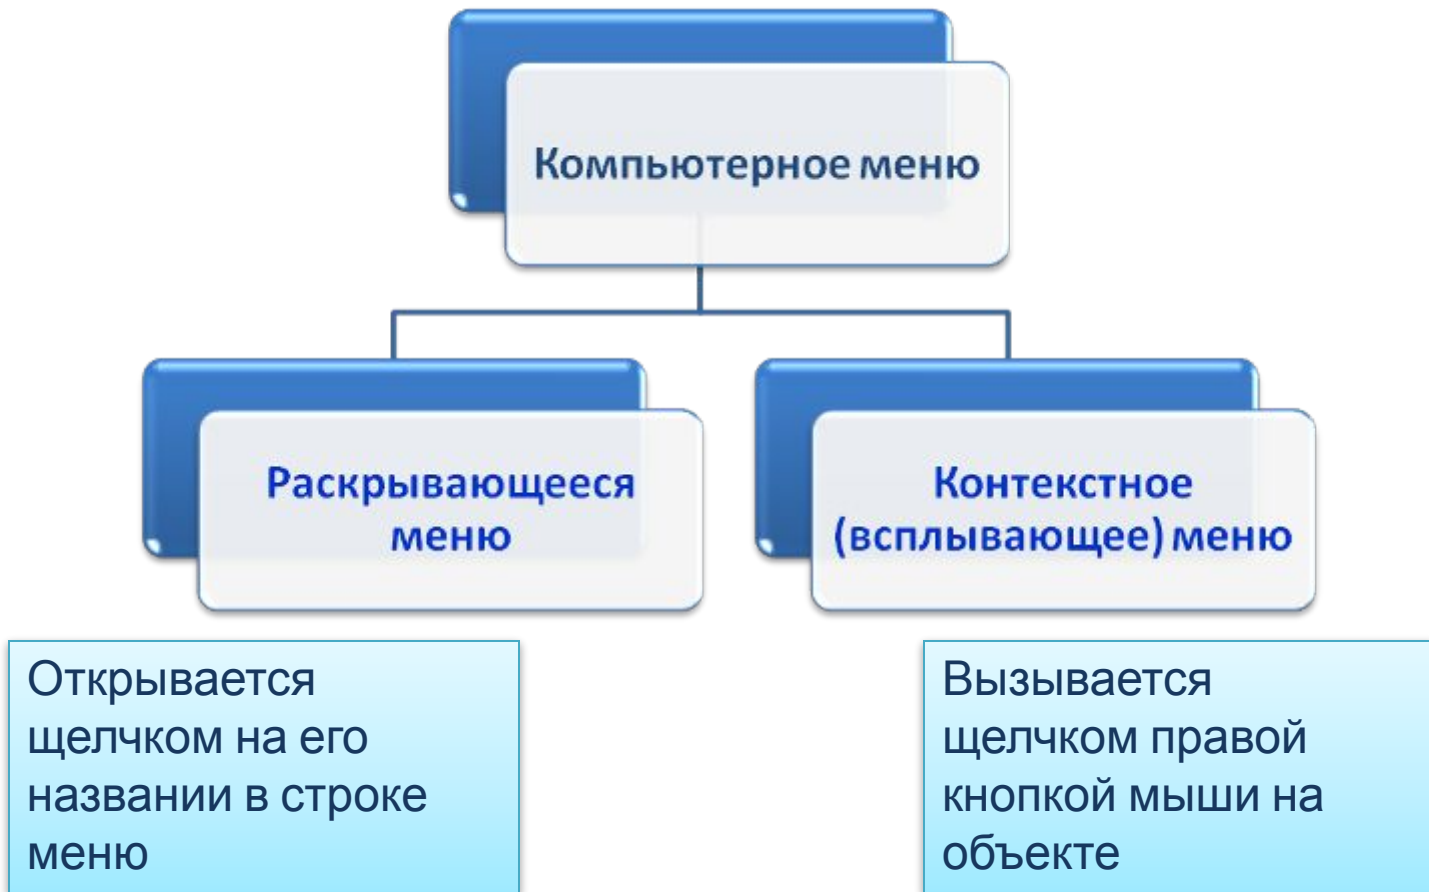 Компьютерное меню
Раскрывающееся
меню
Контекстное
(всплывающее) меню
Открывается
щелчком на его
названии в строке
меню
Вызывается
щелчком правой
кнопкой мыши на
объекте